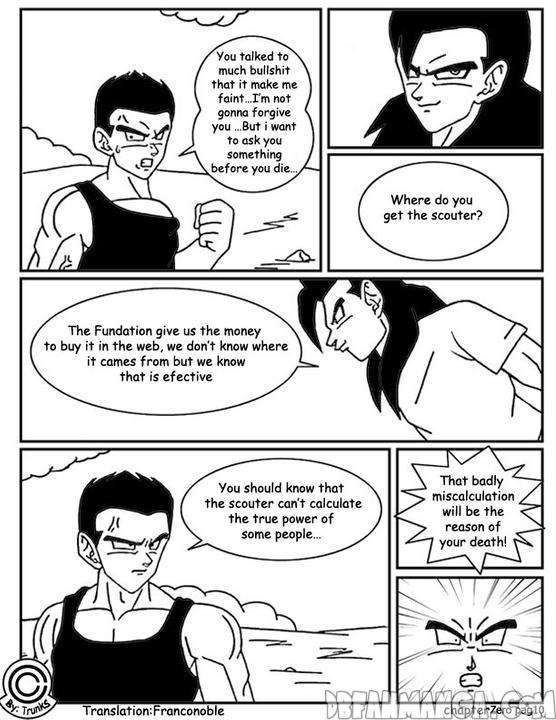 You talked to
much bullshit
that it make me
faint...I'm not
gonna forgive
you ...But i want
to ask you
something
before you die...
Where do you
get the scouter?
The Fundation give us the money
to buy it in the web, we don't know where
it cames from but we know
that is efective
You should know that
the scouter can't calculate
the true power of
some people...
That badly
miscalculation
will be the
reason of
your death!
By: Trunks
Translation:Franconoble
chapterZero pag10
DBFANMANGA.COM